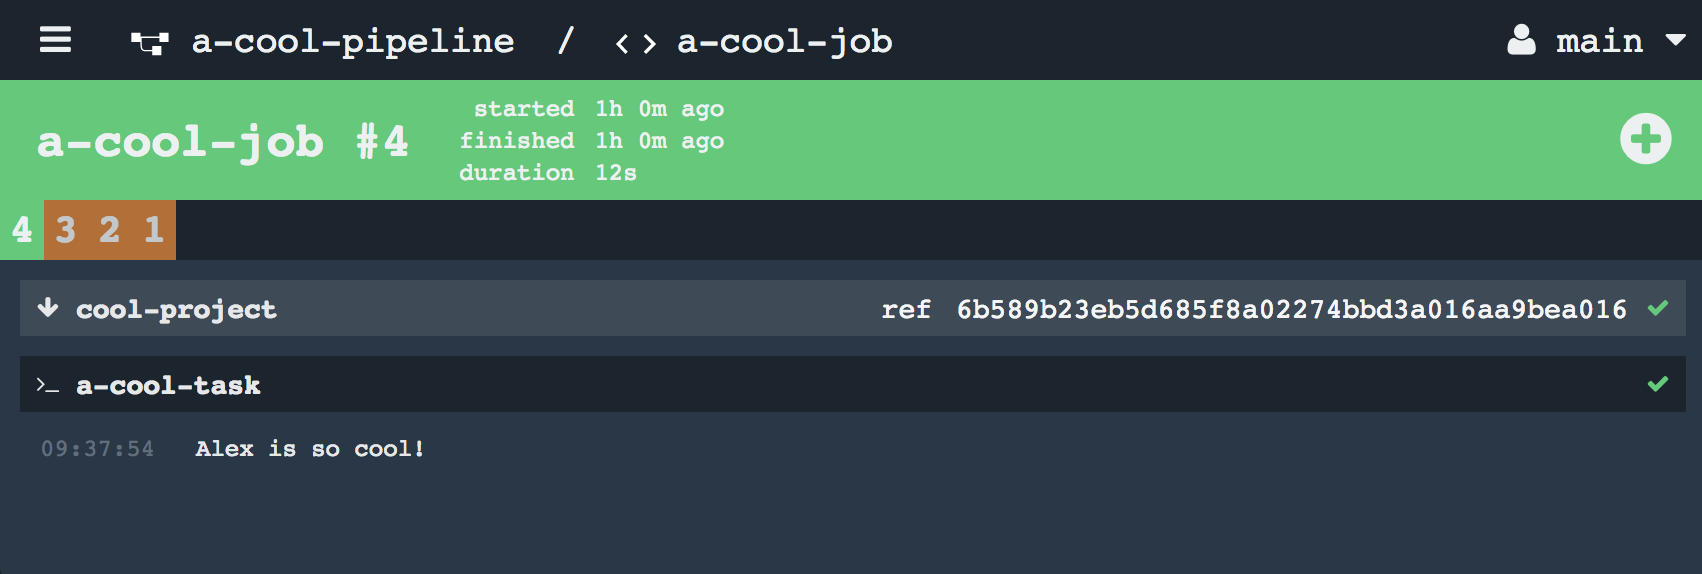 a-cool-pipeline / < > a-cool-job main
a-cool-job #4
started 1h 0m ago
finished 1h 0m ago
duration 12s
4 3 2 1
cool-project ref 6b589b23eb5d685f8a02274bbd3a016aa9bea016
>_ a-cool-task
09:37:54 Alex is so cool!